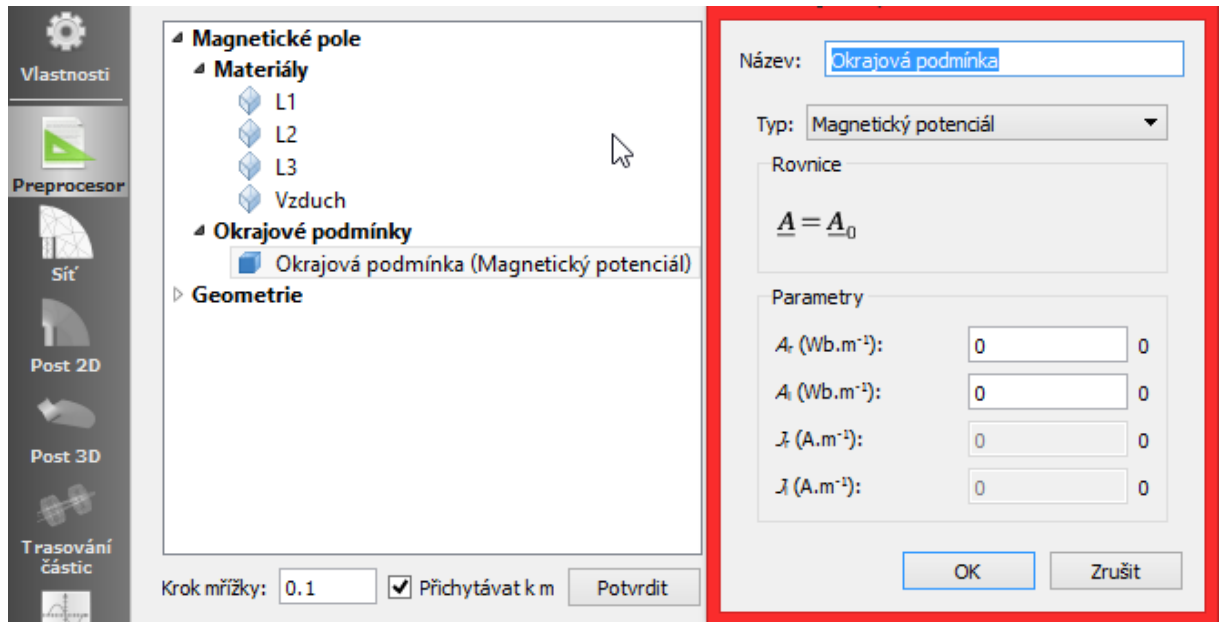 Vlastnosti
Preprocesor
Síť
Post 2D
Post 3D
Trasování
částic
Magnetické pole
Materiály
L1
L2
L3
Vzduch
Okrajové podmínky
Okrajová podmínka (Magnetický potenciál)
Geometrie
Krok mřížky: 0.1 Přichytávat k m Potvrdit
Název: Okrajová podmínka
Typ: Magnetický potenciál
Rovnice
A = A₀
Parametry
Aᵣ (Wb.m⁻¹): 0 0
Aᵢ (Wb.m⁻¹): 0 0
Jᵣ (A.m⁻¹): 0 0
Jᵢ (A.m⁻¹): 0 0
OK Zrušit